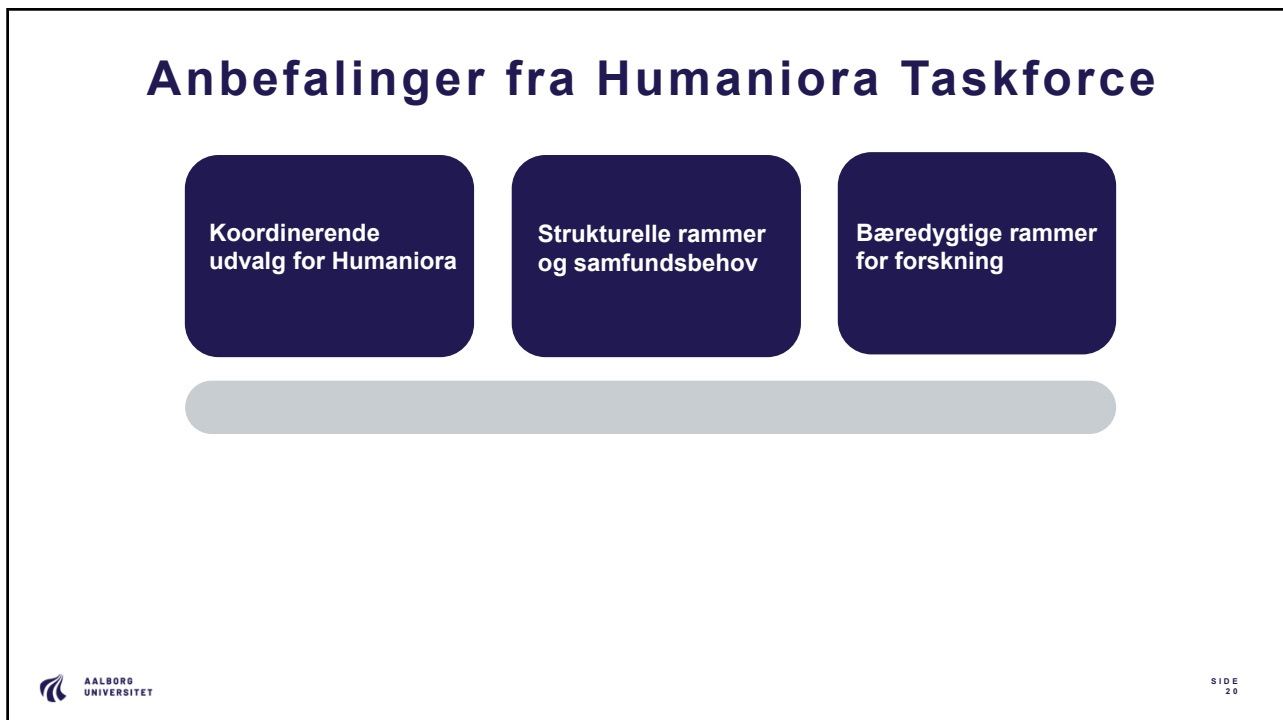 Anbefalinger fra Humaniora Taskforce
Koordinerende
udvalg for Humaniora
Strukturelle rammer
og samfundsbehov
Bæredygtige rammer
for forskning
AALBORG
UNIVERSITET
SIDE
20